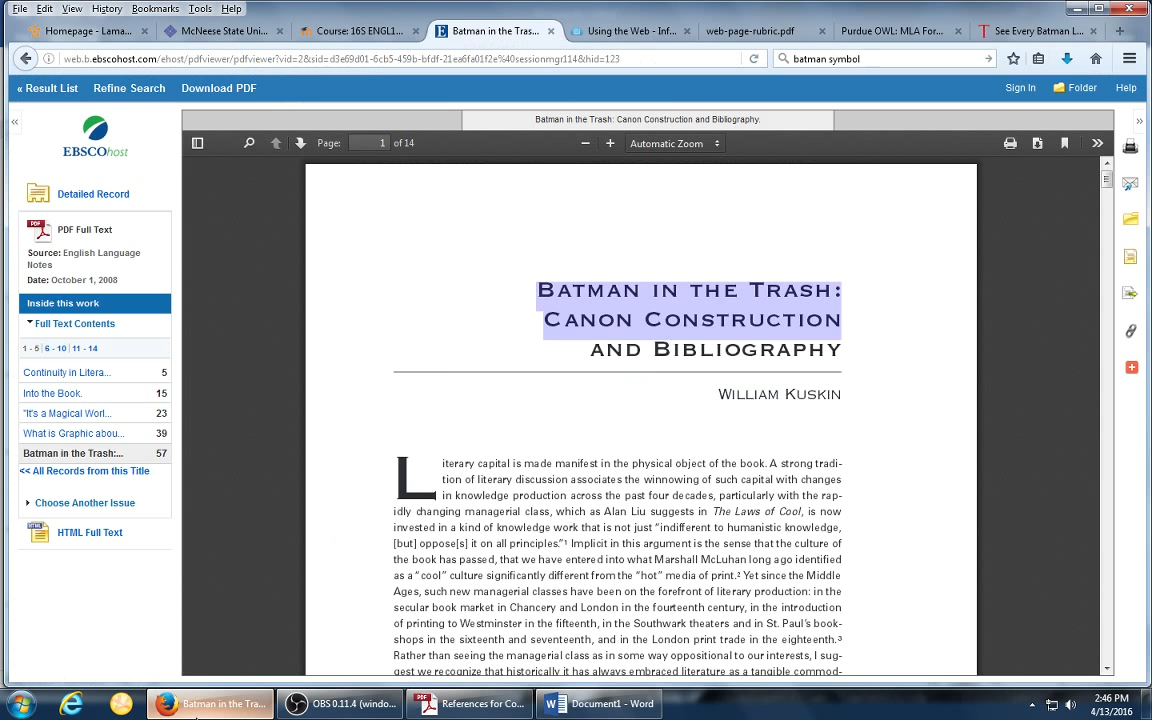 File Edit View History Bookmarks Tools Help
Homepage - Lama...
McNeese State Uni...
Course: 16S ENGL1...
Batman in the Tras...
Using the Web - Inf...
web-page-rubric.pdf
Purdue OWL: MLA For...
See Every Batman L...
web.b.ebscohost.com/ehost/pdfviewer/pdfviewer?vid=2&sid=d3e69d01-6cb5-459b-bfdf-21ea6fa01f2e%40sessionmgr114&hid=123
batman symbol
« Result List Refine Search Download PDF
Sign In Folder Help
Batman in the Trash: Canon Construction and Bibliography.
Page: 1 of 14
Automatic Zoom
EBSCOhost
Detailed Record
PDF Full Text
Source: English Language
Notes
Date: October 1, 2008
Inside this work
Full Text Contents
1 - 5 | 6 - 10 | 11 - 14
Continuity in Litera... 5
Into the Book. 15
"It's a Magical Worl... 23
What is Graphic abou... 39
Batman in the Trash:... 57
<< All Records from this Title
Choose Another Issue
HTML Full Text
BATMAN IN THE TRASH:
CANON CONSTRUCTION
AND BIBLIOGRAPHY
WILLIAM KUSKIN
Literary capital is made manifest in the physical object of the book. A strong tradi-
tion of literary discussion associates the winnowing of such capital with changes
in knowledge production across the past four decades, particularly with the rap-
idly changing managerial class, which as Alan Liu suggests in The Laws of Cool, is now
invested in a kind of knowledge work that is not just “indifferent to humanistic knowledge,
[but] oppose[s] it on all principles.”1 Implicit in this argument is the sense that the culture of
the book has passed, that we have entered into what Marshall McLuhan long ago identified
as a “cool” culture significantly different from the “hot” media of print.2 Yet since the Middle
Ages, such new managerial classes have been on the forefront of literary production: in the
secular book market in Chancery and London in the fourteenth century, in the introduction
of printing to Westminster in the fifteenth, in the Southwark theaters and in St. Paul's book-
shops in the sixteenth and seventeenth, and in the London print trade in the eighteenth.3
Rather than seeing the managerial class as in some way oppositional to our interests, I sug-
gest we recognize that historically it has always embraced literature as a tangible commod-
Batman in the Tra...
OBS 0.11.4 (windo...
References for Co...
Document1 - Word
2:46 PM
4/13/2016